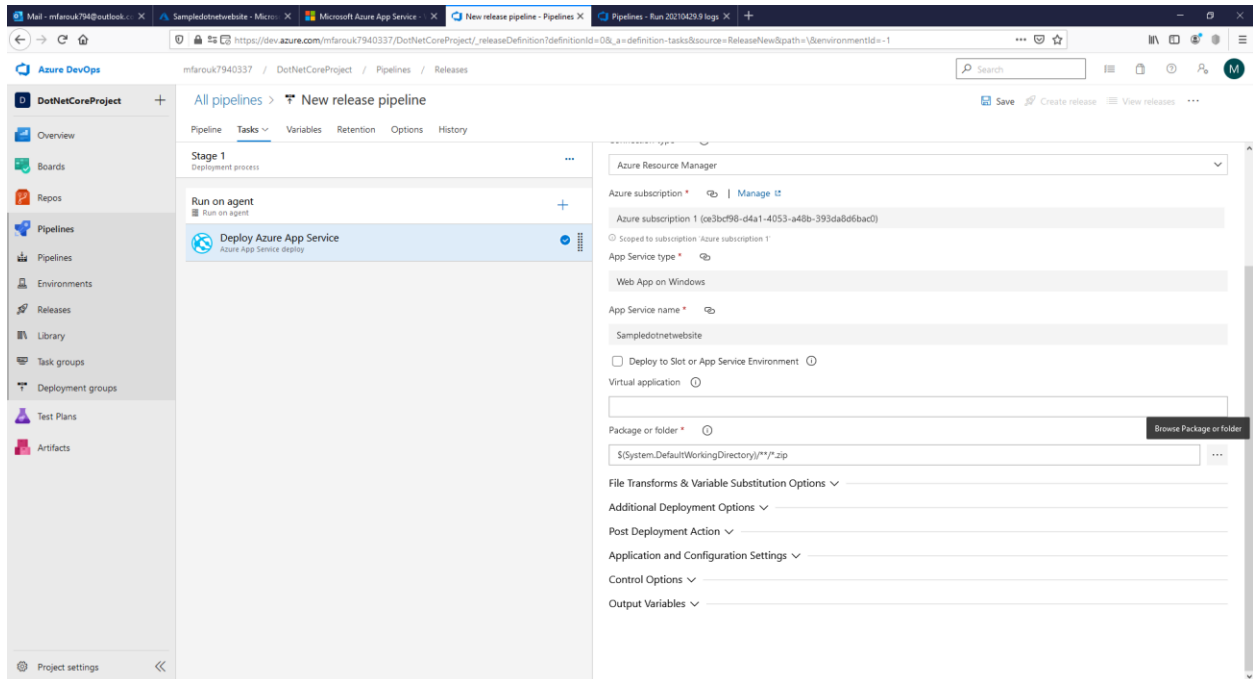 Mail - mfarouk794@outlook.c
Sampledotnetwebsite - Micros
Microsoft Azure App Service -
New release pipeline - Pipelines
Pipelines - Run 20210429.9 logs
https://dev.azure.com/mfarouk7940337/DotNetCoreProject/_releaseDefinition?definitionId=0&_a=definition-tasks&source=ReleaseNew&path=\&environmentId=-1
Azure DevOps
mfarouk7940337 / DotNetCoreProject / Pipelines / Releases
Search
M
D DotNetCoreProject
All pipelines > New release pipeline
Save Create release View releases
Overview
Pipeline Tasks Variables Retention Options History
Boards
Repos
Pipelines
Pipelines
Environments
Releases
Library
Task groups
Deployment groups
Test Plans
Artifacts
Project settings
Stage 1
Deployment process
Run on agent
Run on agent
Deploy Azure App Service
Azure App Service deploy
Connection type
Azure Resource Manager
Azure subscription * | Manage
Azure subscription 1 (ce3bcf98-d4a1-4053-a48b-393da8d6bac0)
Scoped to subscription 'Azure subscription 1'
App Service type *
Web App on Windows
App Service name *
Sampledotnetwebsite
Deploy to Slot or App Service Environment
Virtual application
Package or folder *
Browse Package or folder
$(System.DefaultWorkingDirectory)/**/*.zip
File Transforms & Variable Substitution Options
Additional Deployment Options
Post Deployment Action
Application and Configuration Settings
Control Options
Output Variables